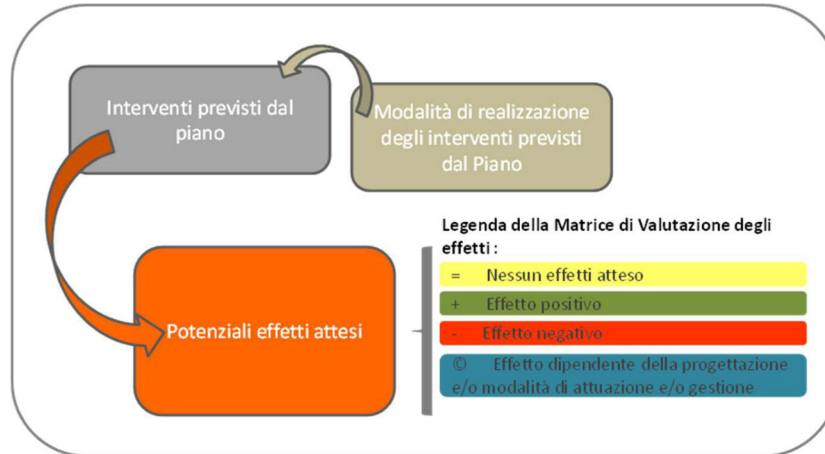 Interventi previsti dal
piano
Modalità di realizzazione
degli interventi previsti
dal Piano
Potenziali effetti attesi
Legenda della Matrice di Valutazione degli
effetti :
= Nessun effetti atteso
+ Effetto positivo
- Effetto negativo
© Effetto dipendente della progettazione
e/o modalità di attuazione e/o gestione